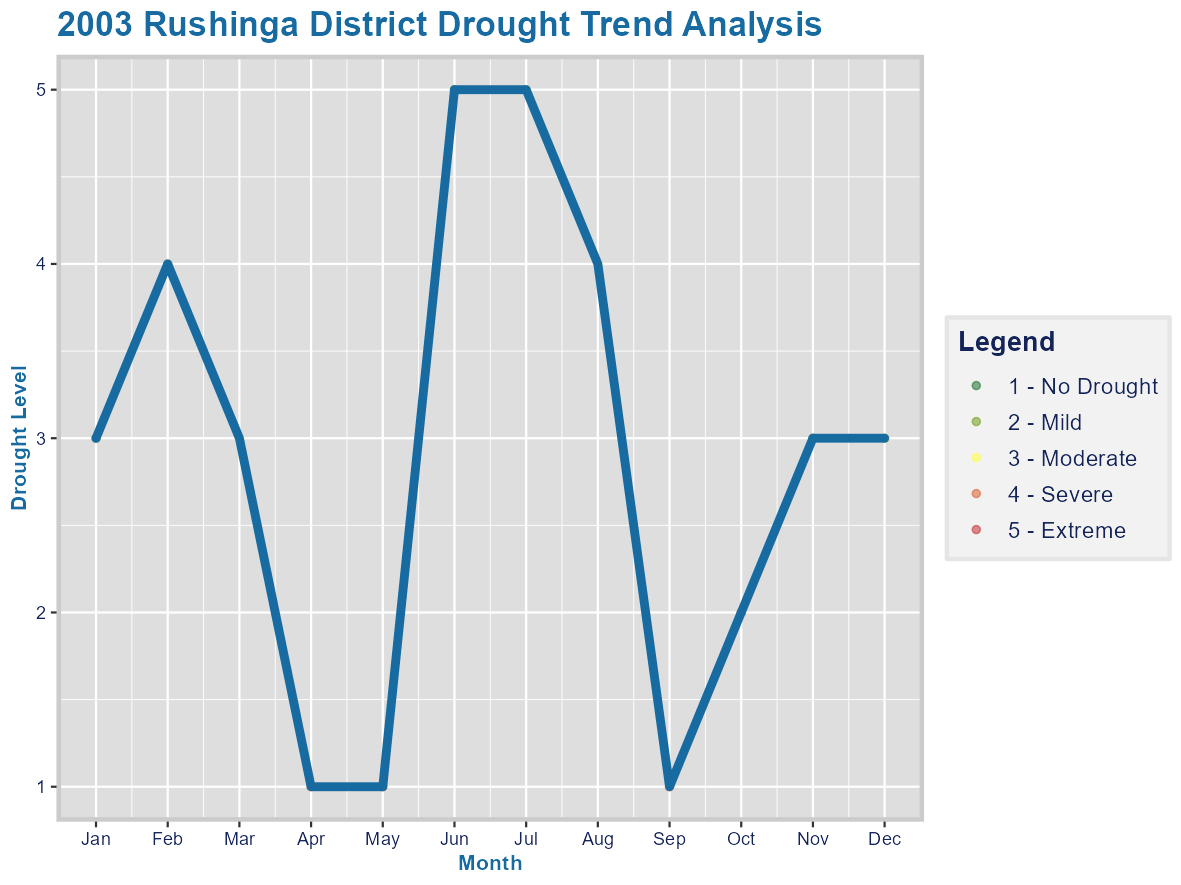 2003 Rushinga District Drought Trend Analysis
5
4
3
2
1
Drought Level
Jan Feb Mar Apr May Jun Jul Aug Sep Oct Nov Dec
Month
Legend
1 - No Drought
2 - Mild
3 - Moderate
4 - Severe
5 - Extreme